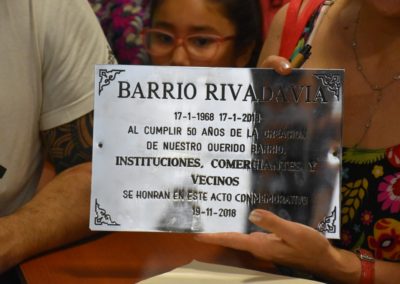 BARRIO RIVADAVIA
17-1-1968 17-1-2018
AL CUMPLIR 50 AÑOS DE LA CREACION
DE NUESTRO QUERIDO BARRIO,
INSTITUCIONES, COMERCIANTES Y
VECINOS
SE HONRAN EN ESTE ACTO CONMEMORATIVO
19-11-2018